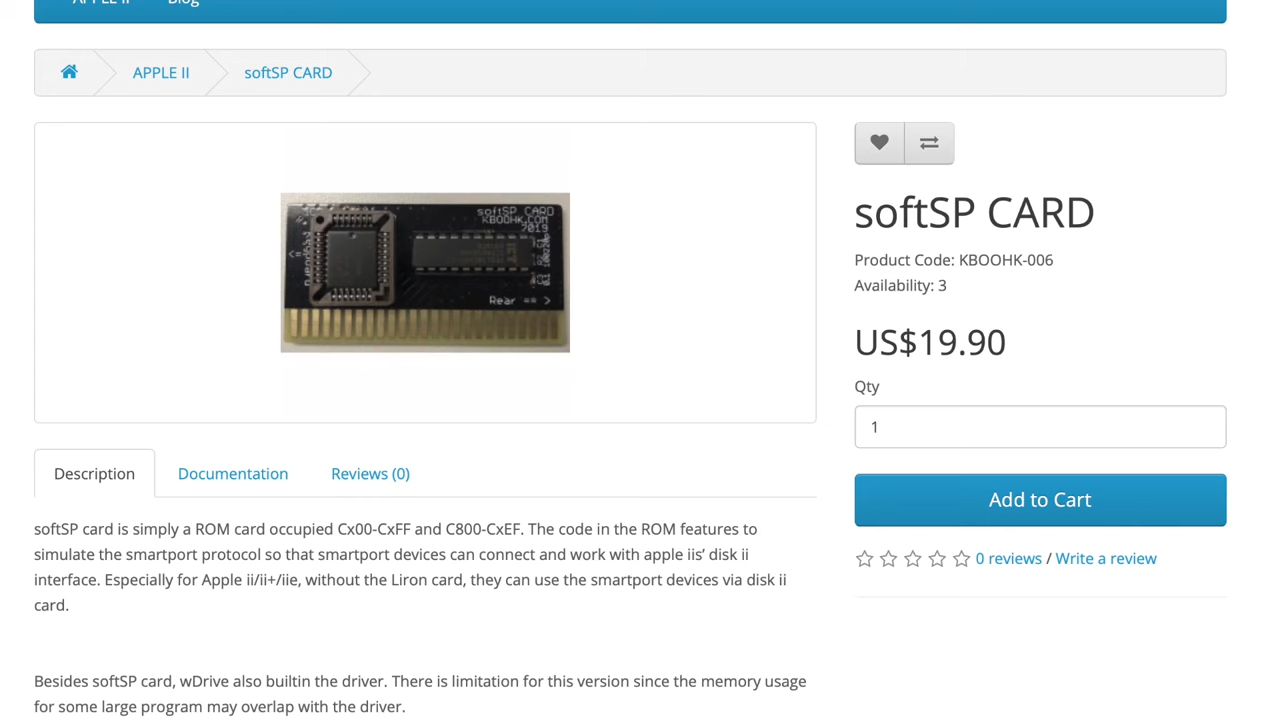 APPLE II Blog
APPLE II softSP CARD
softSP CARD
KBOOHK.COM
7019
Rear == >
softSP CARD
Product Code: KBOOHK-006
Availability: 3
US$19.90
Qty
1
Add to Cart
0 reviews / Write a review
Description Documentation Reviews (0)
softSP card is simply a ROM card occupied Cx00-CxFF and C800-CxEF. The code in the ROM features to
simulate the smartport protocol so that smartport devices can connect and work with apple iis’ disk ii
interface. Especially for Apple ii/ii+/iie, without the Liron card, they can use the smartport devices via disk ii
card.
Besides softSP card, wDrive also builtin the driver. There is limitation for this version since the memory usage
for some large program may overlap with the driver.